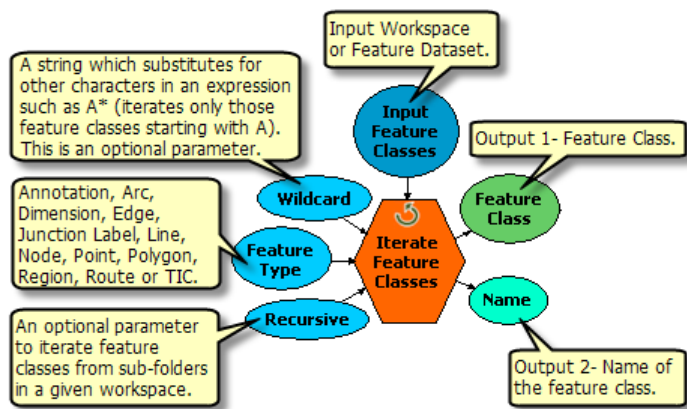 Input Workspace
or Feature Dataset.
A string which substitutes for
other characters in an expression
such as A* (iterates only those
feature classes starting with A).
This is an optional parameter.
Input
Feature
Classes
Output 1- Feature Class.
Annotation, Arc,
Dimension, Edge,
Junction Label, Line,
Node, Point, Polygon,
Region, Route or TIC.
Wildcard
Feature
Type
Recursive
Iterate
Feature
Classes
Feature
Class
Name
An optional parameter
to iterate feature
classes from sub-folders
in a given workspace.
Output 2- Name of
the feature class.